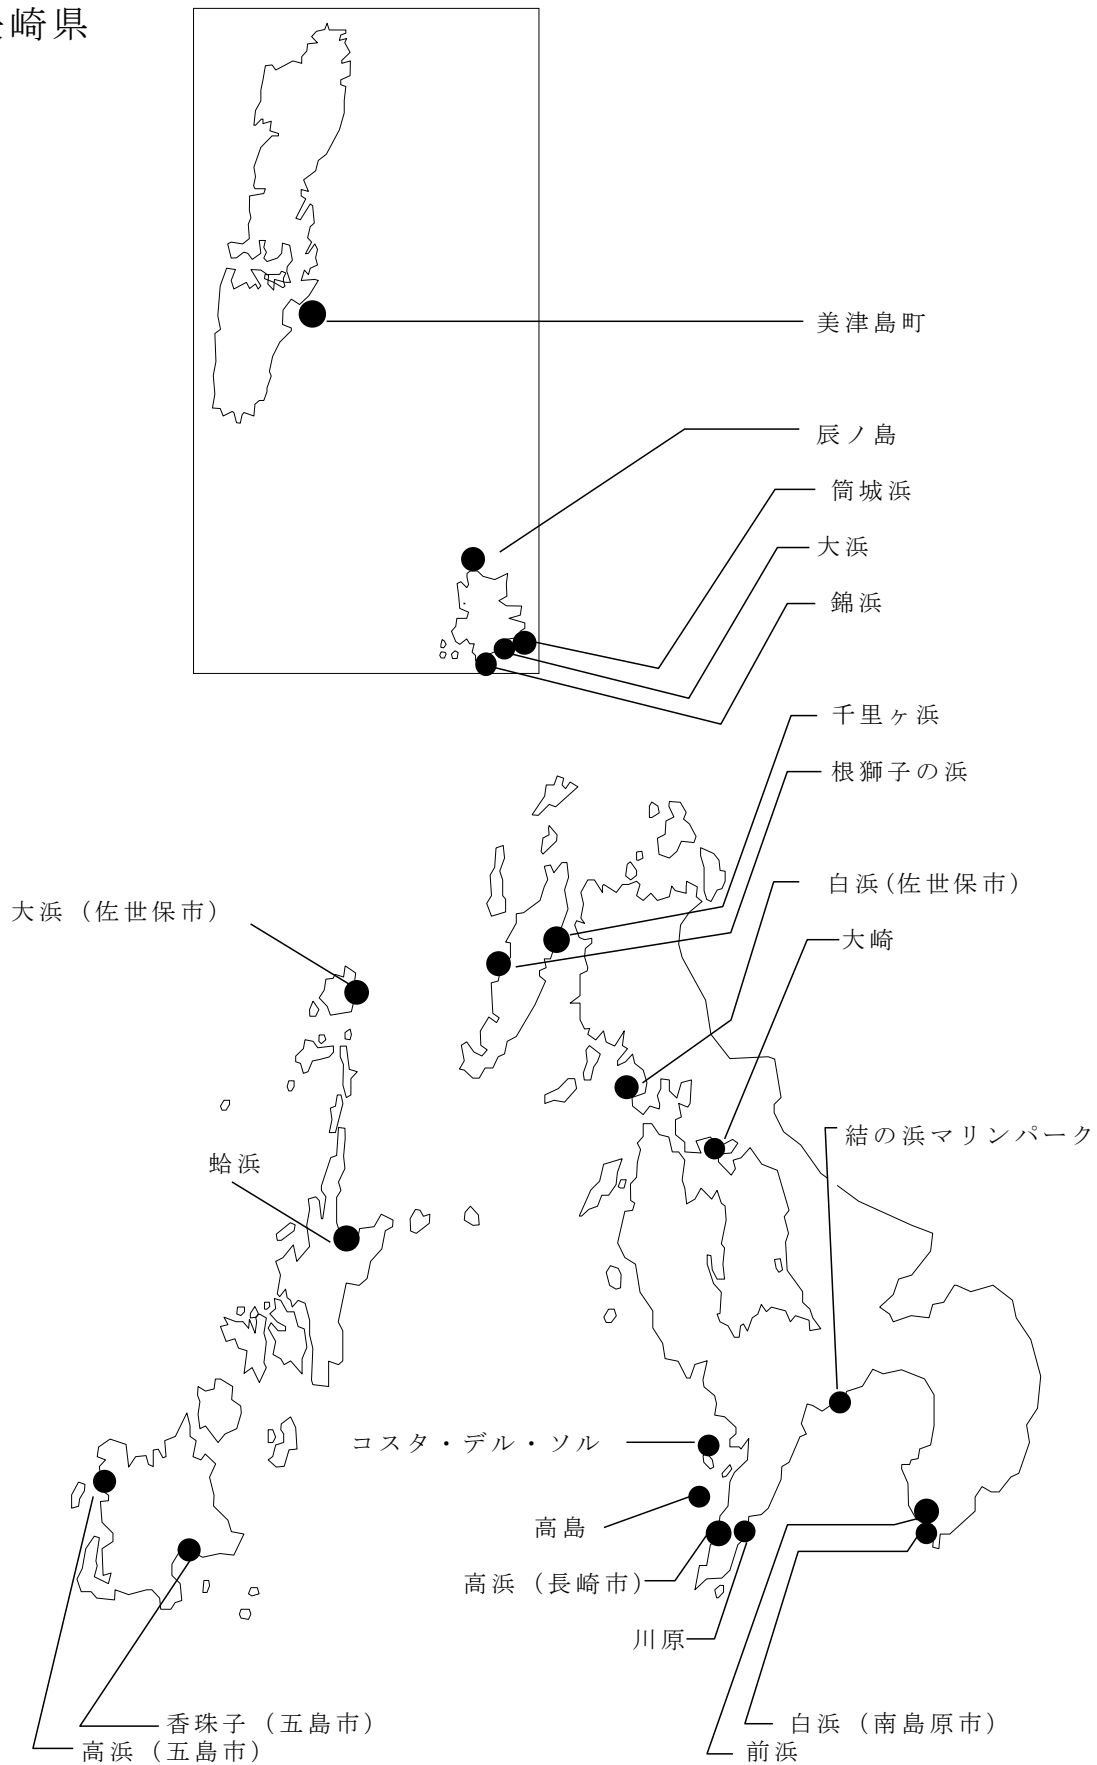 崎県
美津島町
辰ノ島
筒城浜
大浜
錦浜
千里ヶ浜
根獅子の浜
白浜(佐世保市)
大浜（佐世保市）
大崎
結の浜マリンパーク
蛤浜
コスタ・デル・ソル
高島
高浜（長崎市）
川原
香珠子（五島市）
白浜（南島原市）
高浜（五島市）
前浜